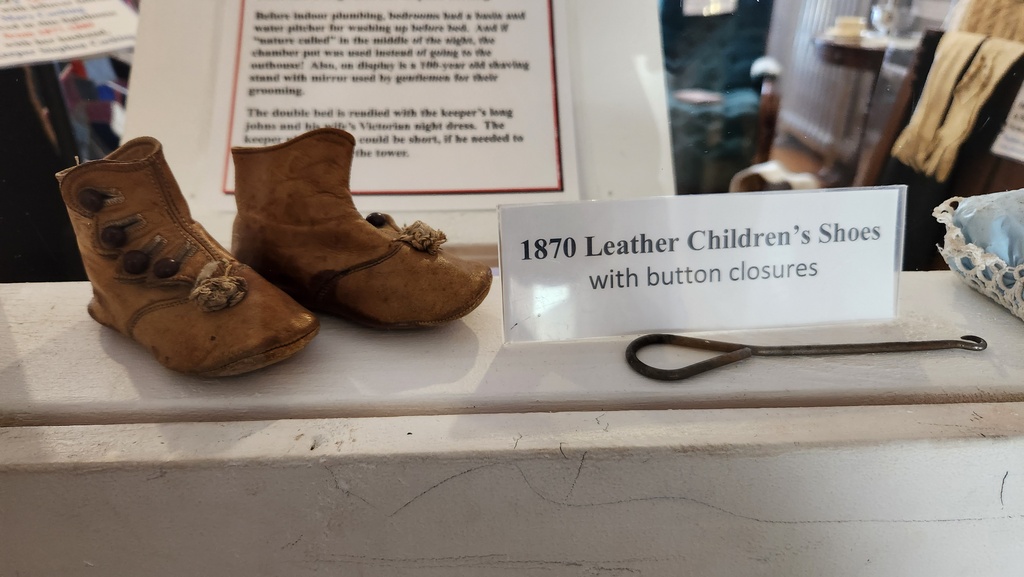 Before indoor plumbing, bedrooms had a basin and
water pitcher for washing up before bed. And if
"nature called" in the middle of the night, the
chamber pot was used instead of going to the
outhouse! Also, on display is a 100-year old shaving
stand with mirror used by gentlemen for their
grooming.
The double bed is readied with the keeper's long
johns and his wife's Victorian night dress. The
keeper could be short, if he needed to
the tower.
1870 Leather Children's Shoes
with button closures